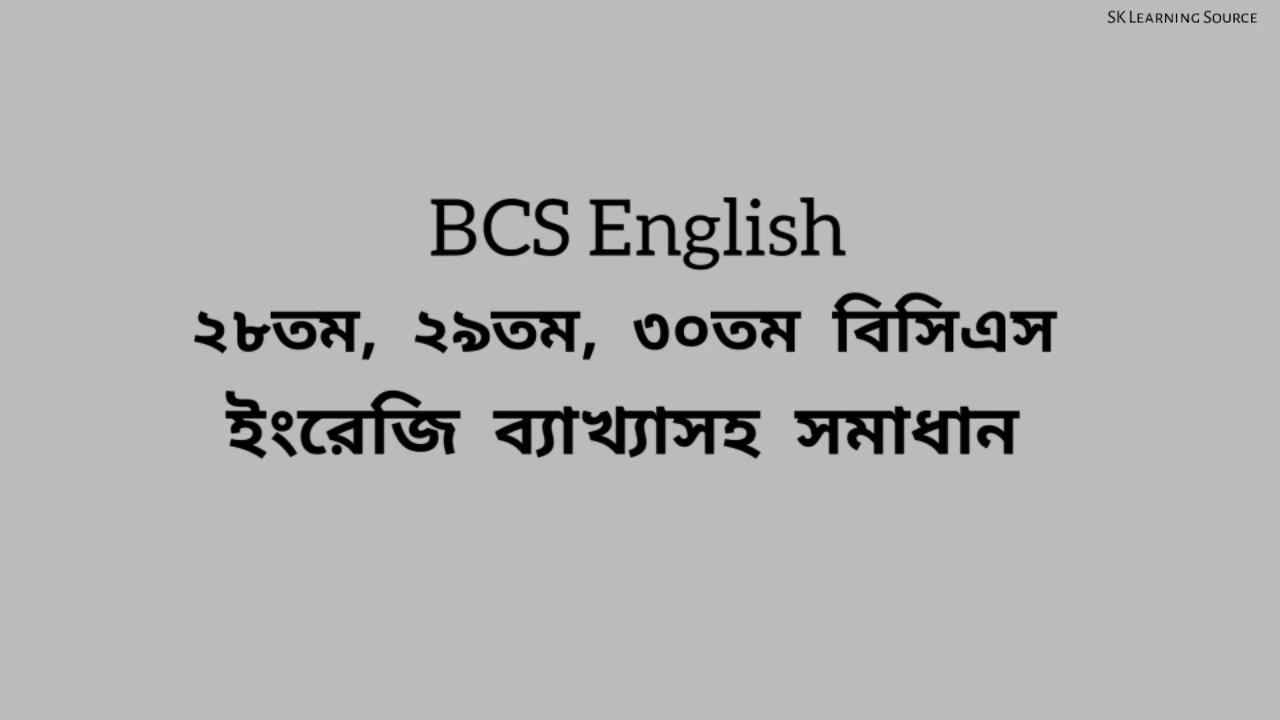 SK Learning Source
BCS English
২৮তম, ২৯তম, ৩০তম বিসিএস
ইংরেজি ব্যাখ্যাসহ সমাধান